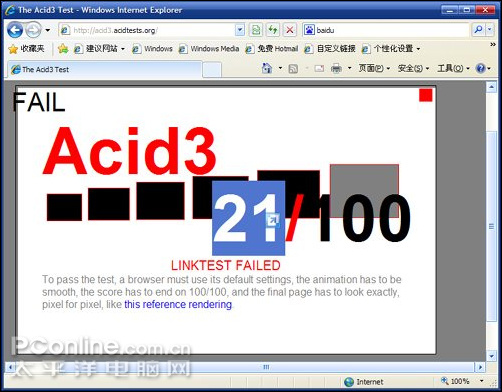 The Acid3 Test - Windows Internet Explorer
http://acid3.acidtests.org/
baidu
收藏夹 建议网站 Windows Windows Media 免费 Hotmail 自定义链接 个性化设置
The Acid3 Test
页面(P) 安全(S) 工具(O)
FAIL
Acid3
21/100
LINKTEST FAILED
To pass the test, a browser must use its default settings, the animation has to be
smooth, the score has to end on 100/100, and the final page has to look exactly,
pixel for pixel, like this reference rendering.
PConline.com.cn
太平洋电脑网
Internet 100%